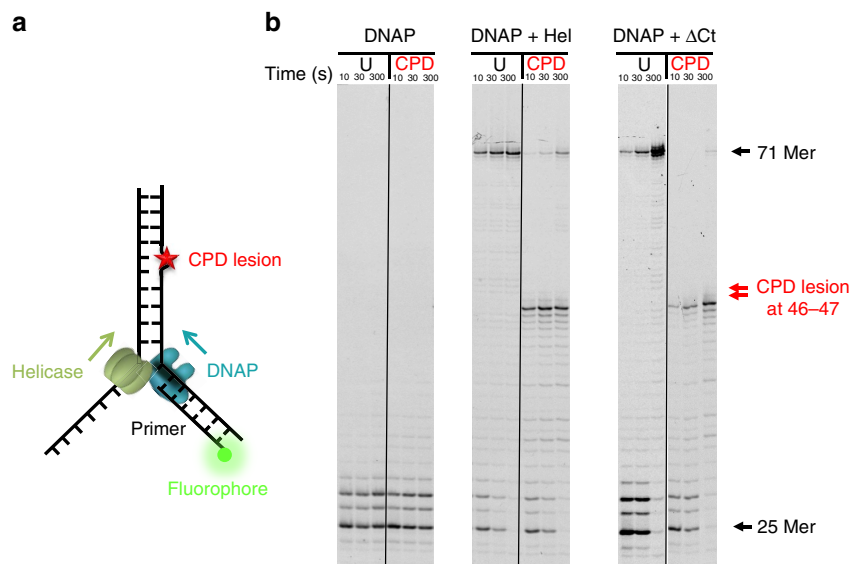 a
CPD lesion
Helicase
DNAP
Primer
Fluorophore
b
DNAP
DNAP + Hel
DNAP + ΔCt
U CPD U CPD U CPD
Time (s) 10 30 300 10 30 300 10 30 300 10 30 300 10 30 300 10 30 300
71 Mer
CPD lesion
at 46–47
25 Mer